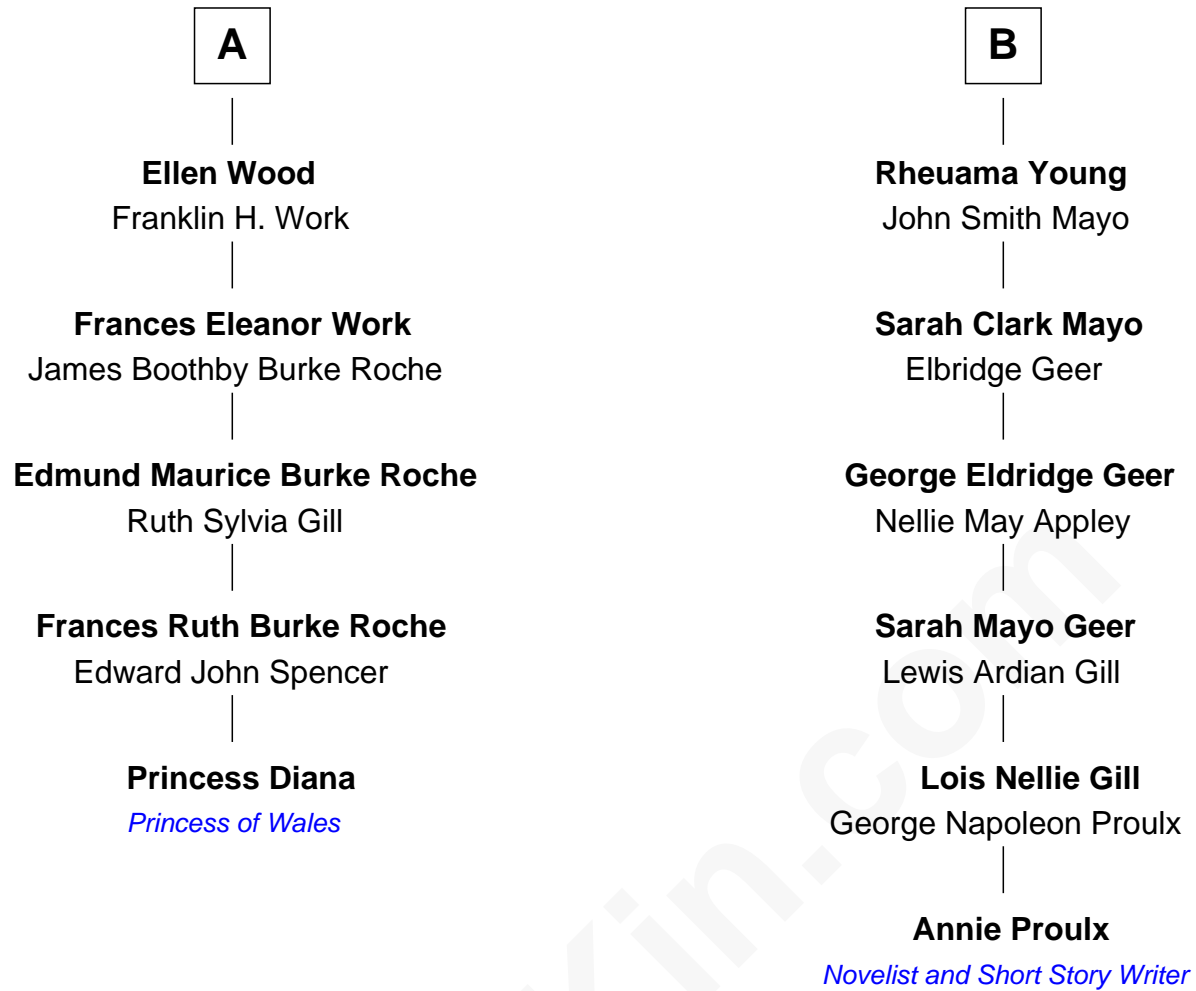 A
Ellen Wood
Franklin H. Work
Frances Eleanor Work
James Boothby Burke Roche
Edmund Maurice Burke Roche
Ruth Sylvia Gill
Frances Ruth Burke Roche
Edward John Spencer
Princess Diana
Princess of Wales
B
Rheuama Young
John Smith Mayo
Sarah Clark Mayo
Elbridge Geer
George Eldridge Geer
Nellie May Appley
Sarah Mayo Geer
Lewis Ardian Gill
Lois Nellie Gill
George Napoleon Proulx
Annie Proulx
Novelist and Short Story Writer
Kin.com